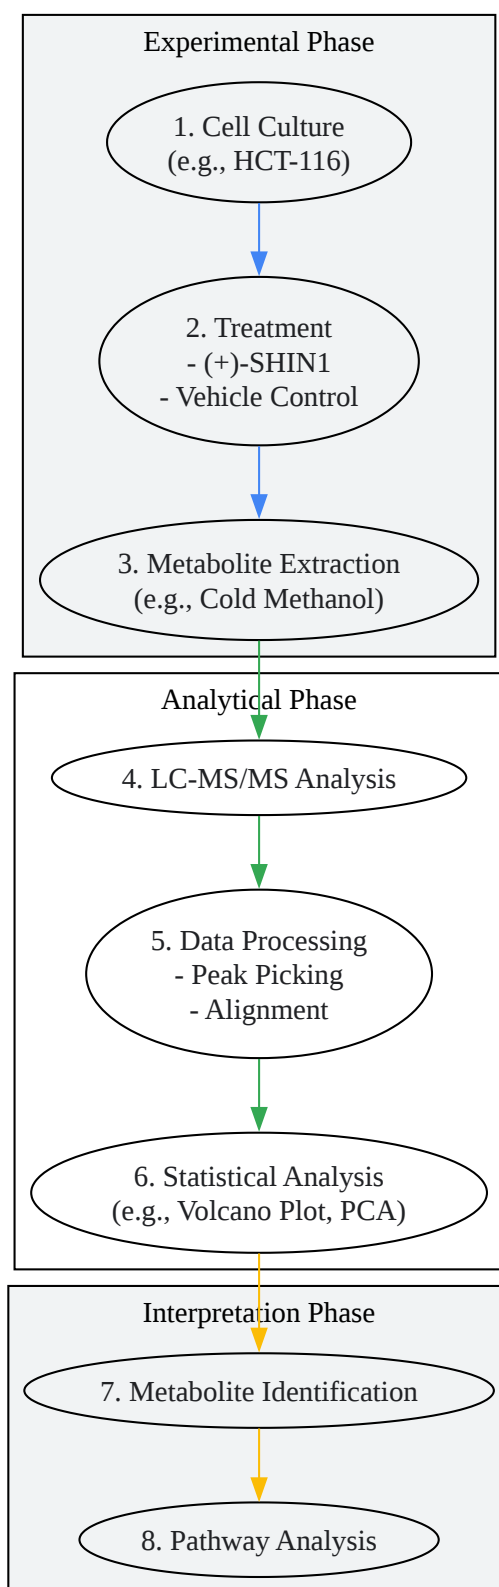 Experimental Phase
1. Cell Culture
(e.g., HCT-116)
2. Treatment
- (+)-SHIN1
- Vehicle Control
3. Metabolite Extraction
(e.g., Cold Methanol)
Analytical Phase
4. LC-MS/MS Analysis
5. Data Processing
- Peak Picking
- Alignment
6. Statistical Analysis
(e.g., Volcano Plot, PCA)
Interpretation Phase
7. Metabolite Identification
8. Pathway Analysis